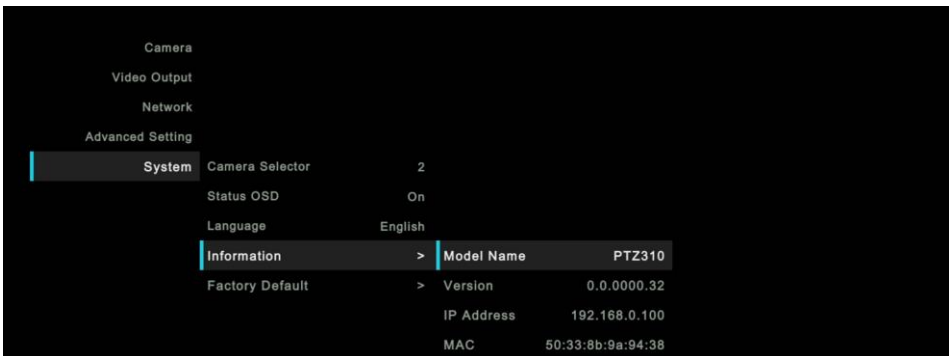 Camera
Video Output
Network
Advanced Setting
System Camera Selector 2
Status OSD On
Language English
Information > Model Name PTZ310
Factory Default > Version 0.0.0000.32
IP Address 192.168.0.100
MAC 50:33:8b:9a:94:38